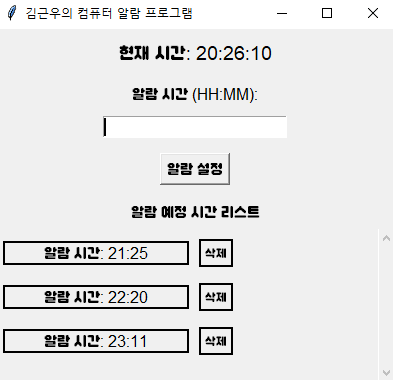 김근우의 컴퓨터 알람 프로그램
현재 시간: 20:26:10
알람 시간 (HH:MM):
알람 설정
알람 예정 시간 리스트
알람 시간: 21:25 삭제
알람 시간: 22:20 삭제
알람 시간: 23:11 삭제